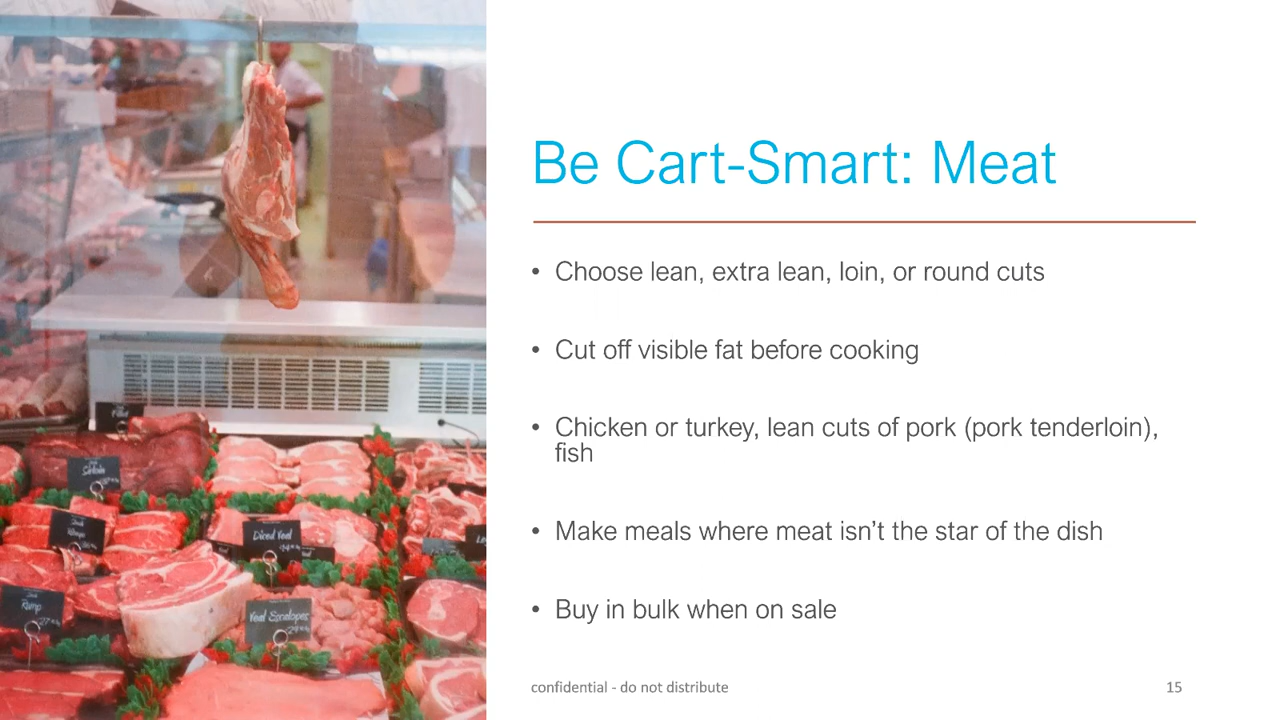 Be Cart-Smart: Meat
• Choose lean, extra lean, loin, or round cuts
• Cut off visible fat before cooking
• Chicken or turkey, lean cuts of pork (pork tenderloin),
fish
• Make meals where meat isn’t the star of the dish
• Buy in bulk when on sale
confidential - do not distribute
15
Fillet
Sirloin
Diced Veal
Rump
Veal Escalopes